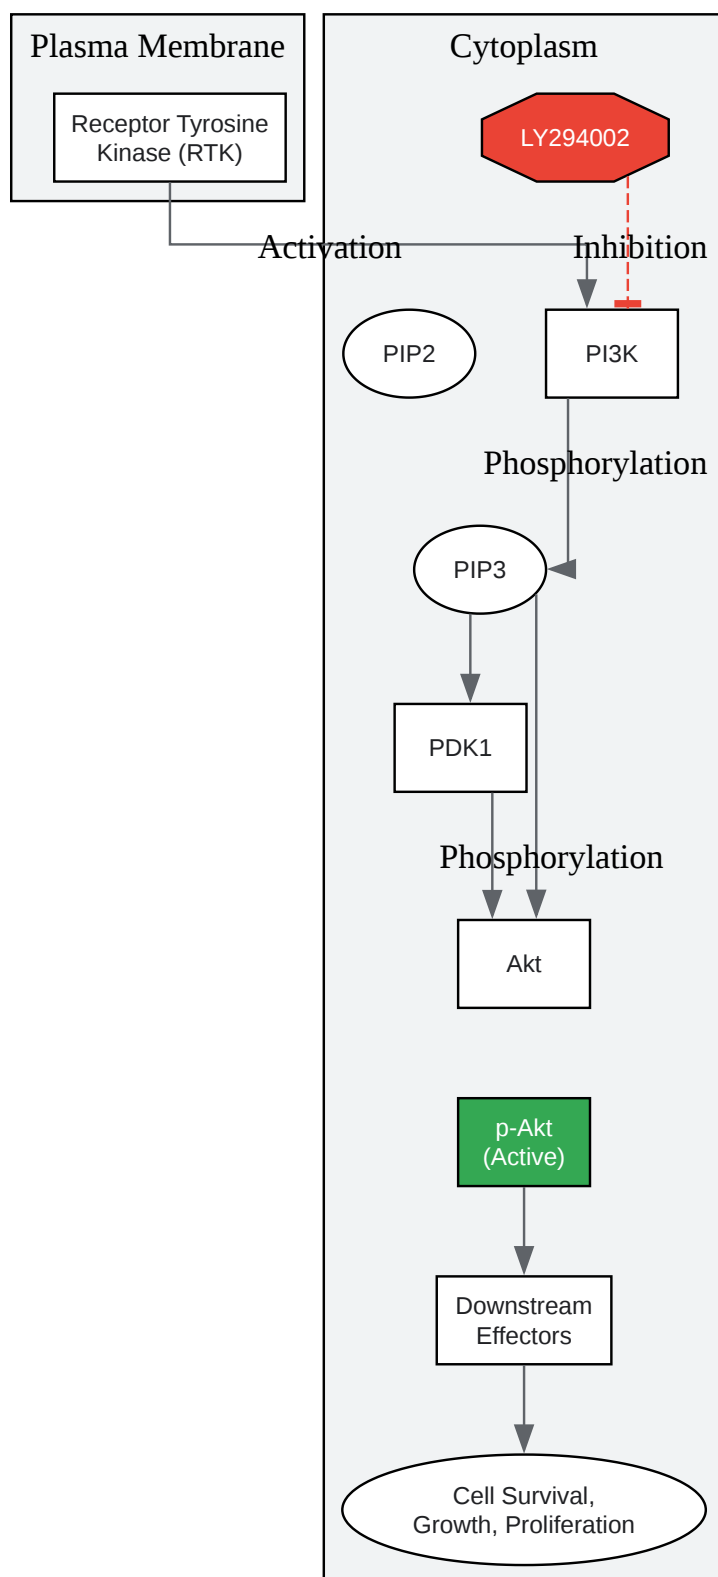 Plasma Membrane
Cytoplasm
Receptor Tyrosine
Kinase (RTK)
LY294002
Activation
Inhibition
PIP2
PI3K
Phosphorylation
PIP3
PDK1
Phosphorylation
Akt
p-Akt
(Active)
Downstream
Effectors
Cell Survival,
Growth, Proliferation